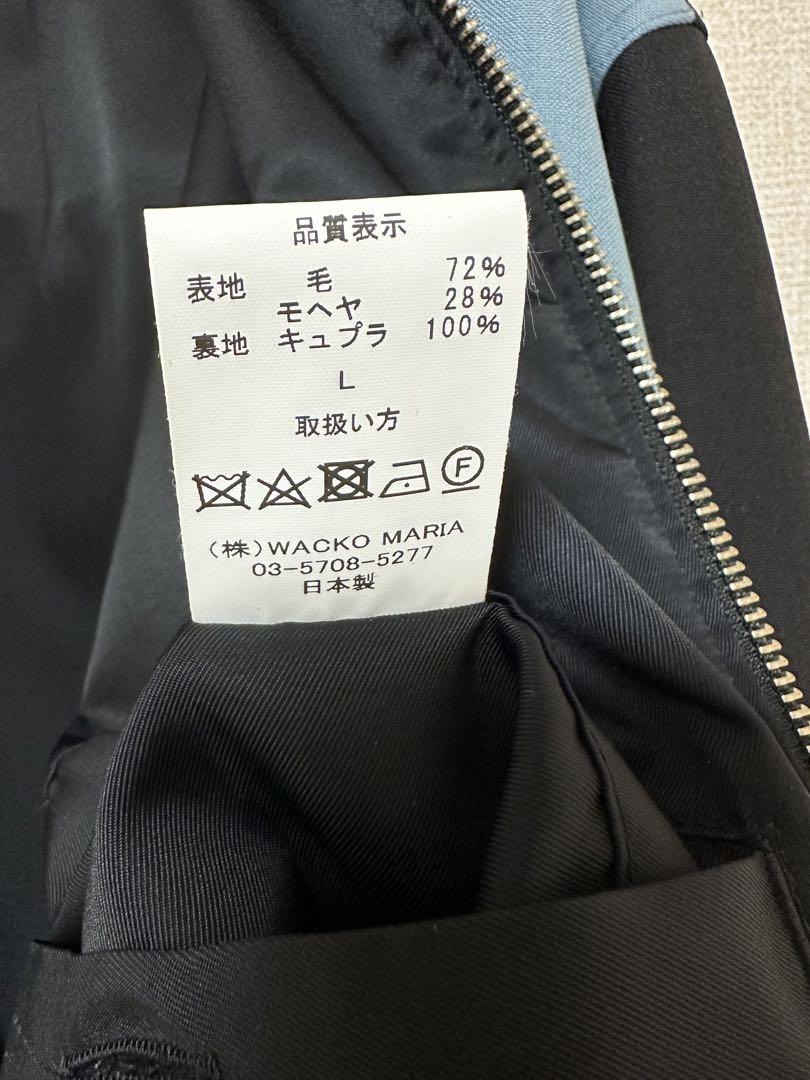 品質表示
表地 毛 72%
モヘヤ 28%
裏地 キュプラ 100%
L
取扱い方
F
(株)WACKO MARIA
03-5708-5277
日本製